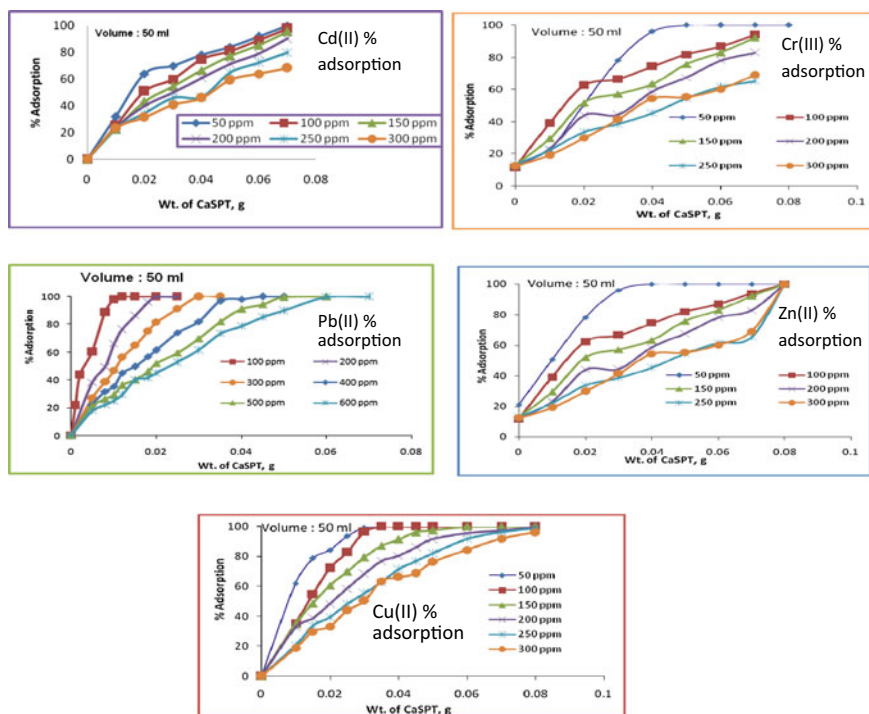 Volume : 50 ml
Cd(II) %
adsorption
% Adsorption
100
80
60
40
20
0
50 ppm 100 ppm 150 ppm
200 ppm 250 ppm 300 ppm
0 0.02 0.04 0.06 0.08
Wt. of CaSPT, g
Volume : 50 ml
Cr(III) %
adsorption
% Adsorption
100
80
60
40
20
0
50 ppm 100 ppm
150 ppm 200 ppm
250 ppm 300 ppm
0 0.02 0.04 0.06 0.08 0.1
Wt. of CaSPT, g
Volume : 50 ml
Pb(II) %
adsorption
% Adsorption
100
80
60
40
20
0
100 ppm 200 ppm
300 ppm 400 ppm
500 ppm 600 ppm
0 0.02 0.04 0.06 0.08
Wt. of CaSPT, g
Volume : 50 ml
Zn(II) %
adsorption
% Adsorption
100
80
60
40
20
0
50 ppm 100 ppm
150 ppm 200 ppm
250 ppm 300 ppm
0 0.02 0.04 0.06 0.08 0.1
Wt. of CaSPT, g
Volume : 50 ml
Cu(II) %
adsorption
% Adsorption
100
80
60
40
20
0
50 ppm
100 ppm
150 ppm
200 ppm
250 ppm
300 ppm
0 0.02 0.04 0.06 0.08 0.1
Wt. of CaSPT, g